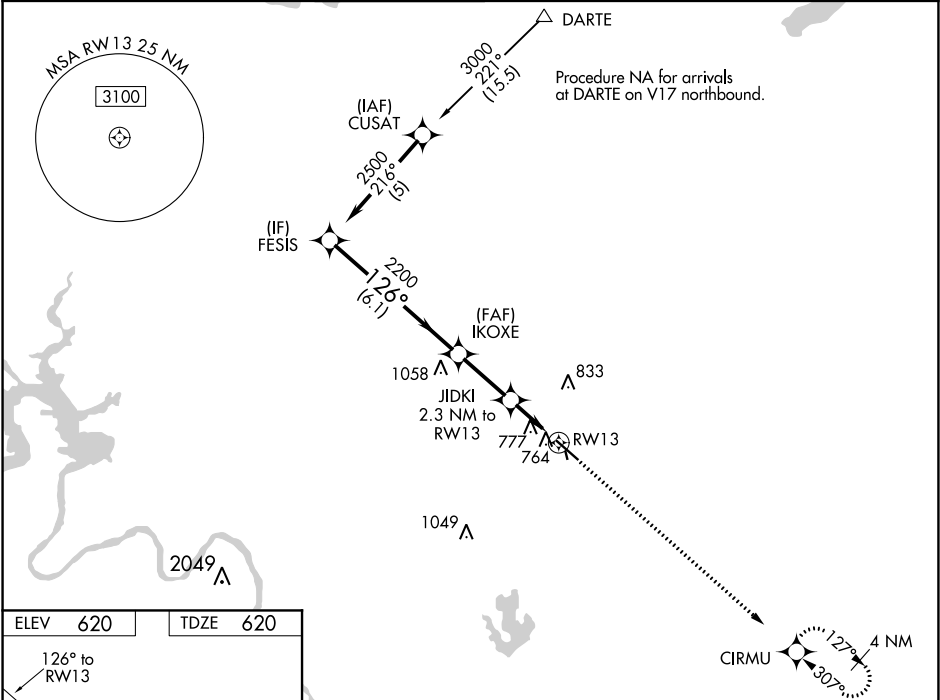 DARTE
MSA RW13 25 NM
3100
3000
221°
(15.5)
Procedure NA for arrivals
at DARTE on V17 northbound.
(IAF)
CUSAT
2500
216°
(5)
(IF)
FESIS
2200
126°
(6.1)
(FAF)
IKOXE
1058
833
JIDKI
2.3 NM to
RW13
777
RW13
764
1049
2049
ELEV 620
TDZE 620
126° to
RW13
CIRMU
127°
4 NM
307°